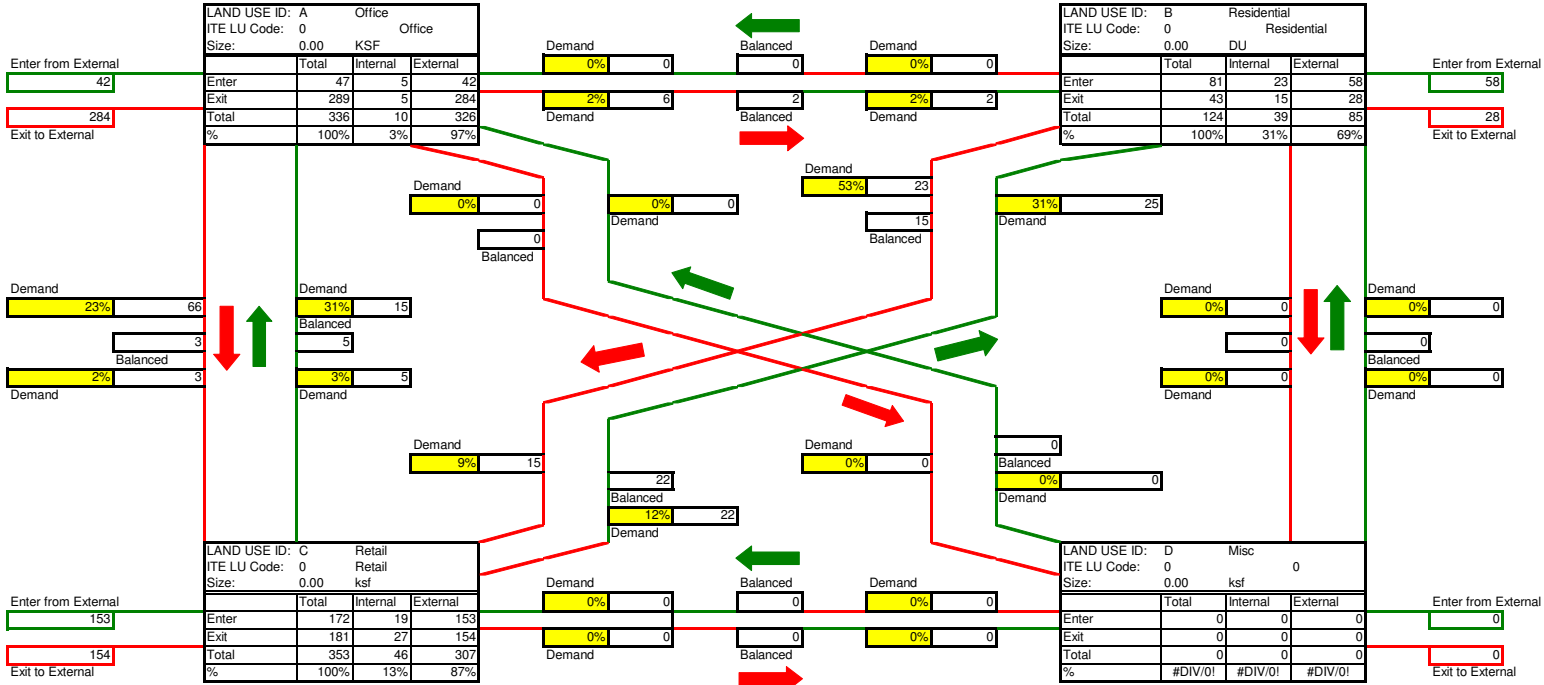 LAND USE ID: A Office
ITE LU Code: 0 Office
Size: 0.00 KSF
Total Internal External
Enter 47 5 42
Exit 289 5 284
Total 336 10 326
% 100% 3% 97%
Enter from External
42
284
Exit to External
Demand Balanced Demand
0% 0 0 0% 0
2% 6 2 2% 2
Demand Balanced Demand
LAND USE ID: B Residential
ITE LU Code: 0 Residential
Size: 0.00 DU
Total Internal External
Enter 81 23 58
Exit 43 15 28
Total 124 39 85
% 100% 31% 69%
Enter from External
58
28
Exit to External
Demand
0% 0
0
Balanced
0% 0
Demand
Demand
53% 23
15
Balanced
31% 25
Demand
Demand
23% 66
3
Balanced
2% 3
Demand
31% 15
Balanced
5
3% 5
Demand
Demand
0% 0
0
0% 0
Demand
0% 0
0
Balanced
0% 0
Demand
Demand
9% 15
22
Balanced
12% 22
Demand
Demand
0% 0
0
Balanced
0% 0
Demand
LAND USE ID: C Retail
ITE LU Code: 0 Retail
Size: 0.00 ksf
Total Internal External
Enter 172 19 153
Exit 181 27 154
Total 353 46 307
% 100% 13% 87%
Enter from External
153
154
Exit to External
Demand Balanced Demand
0% 0 0 0% 0
0% 0 0 0% 0
Demand Balanced Demand
LAND USE ID: D Misc
ITE LU Code: 0 0
Size: 0.00 ksf
Total Internal External
Enter 0 0 0
Exit 0 0 0
Total 0 0 0
% #DIV/0! #DIV/0! #DIV/0!
Enter from External
0
0
Exit to External